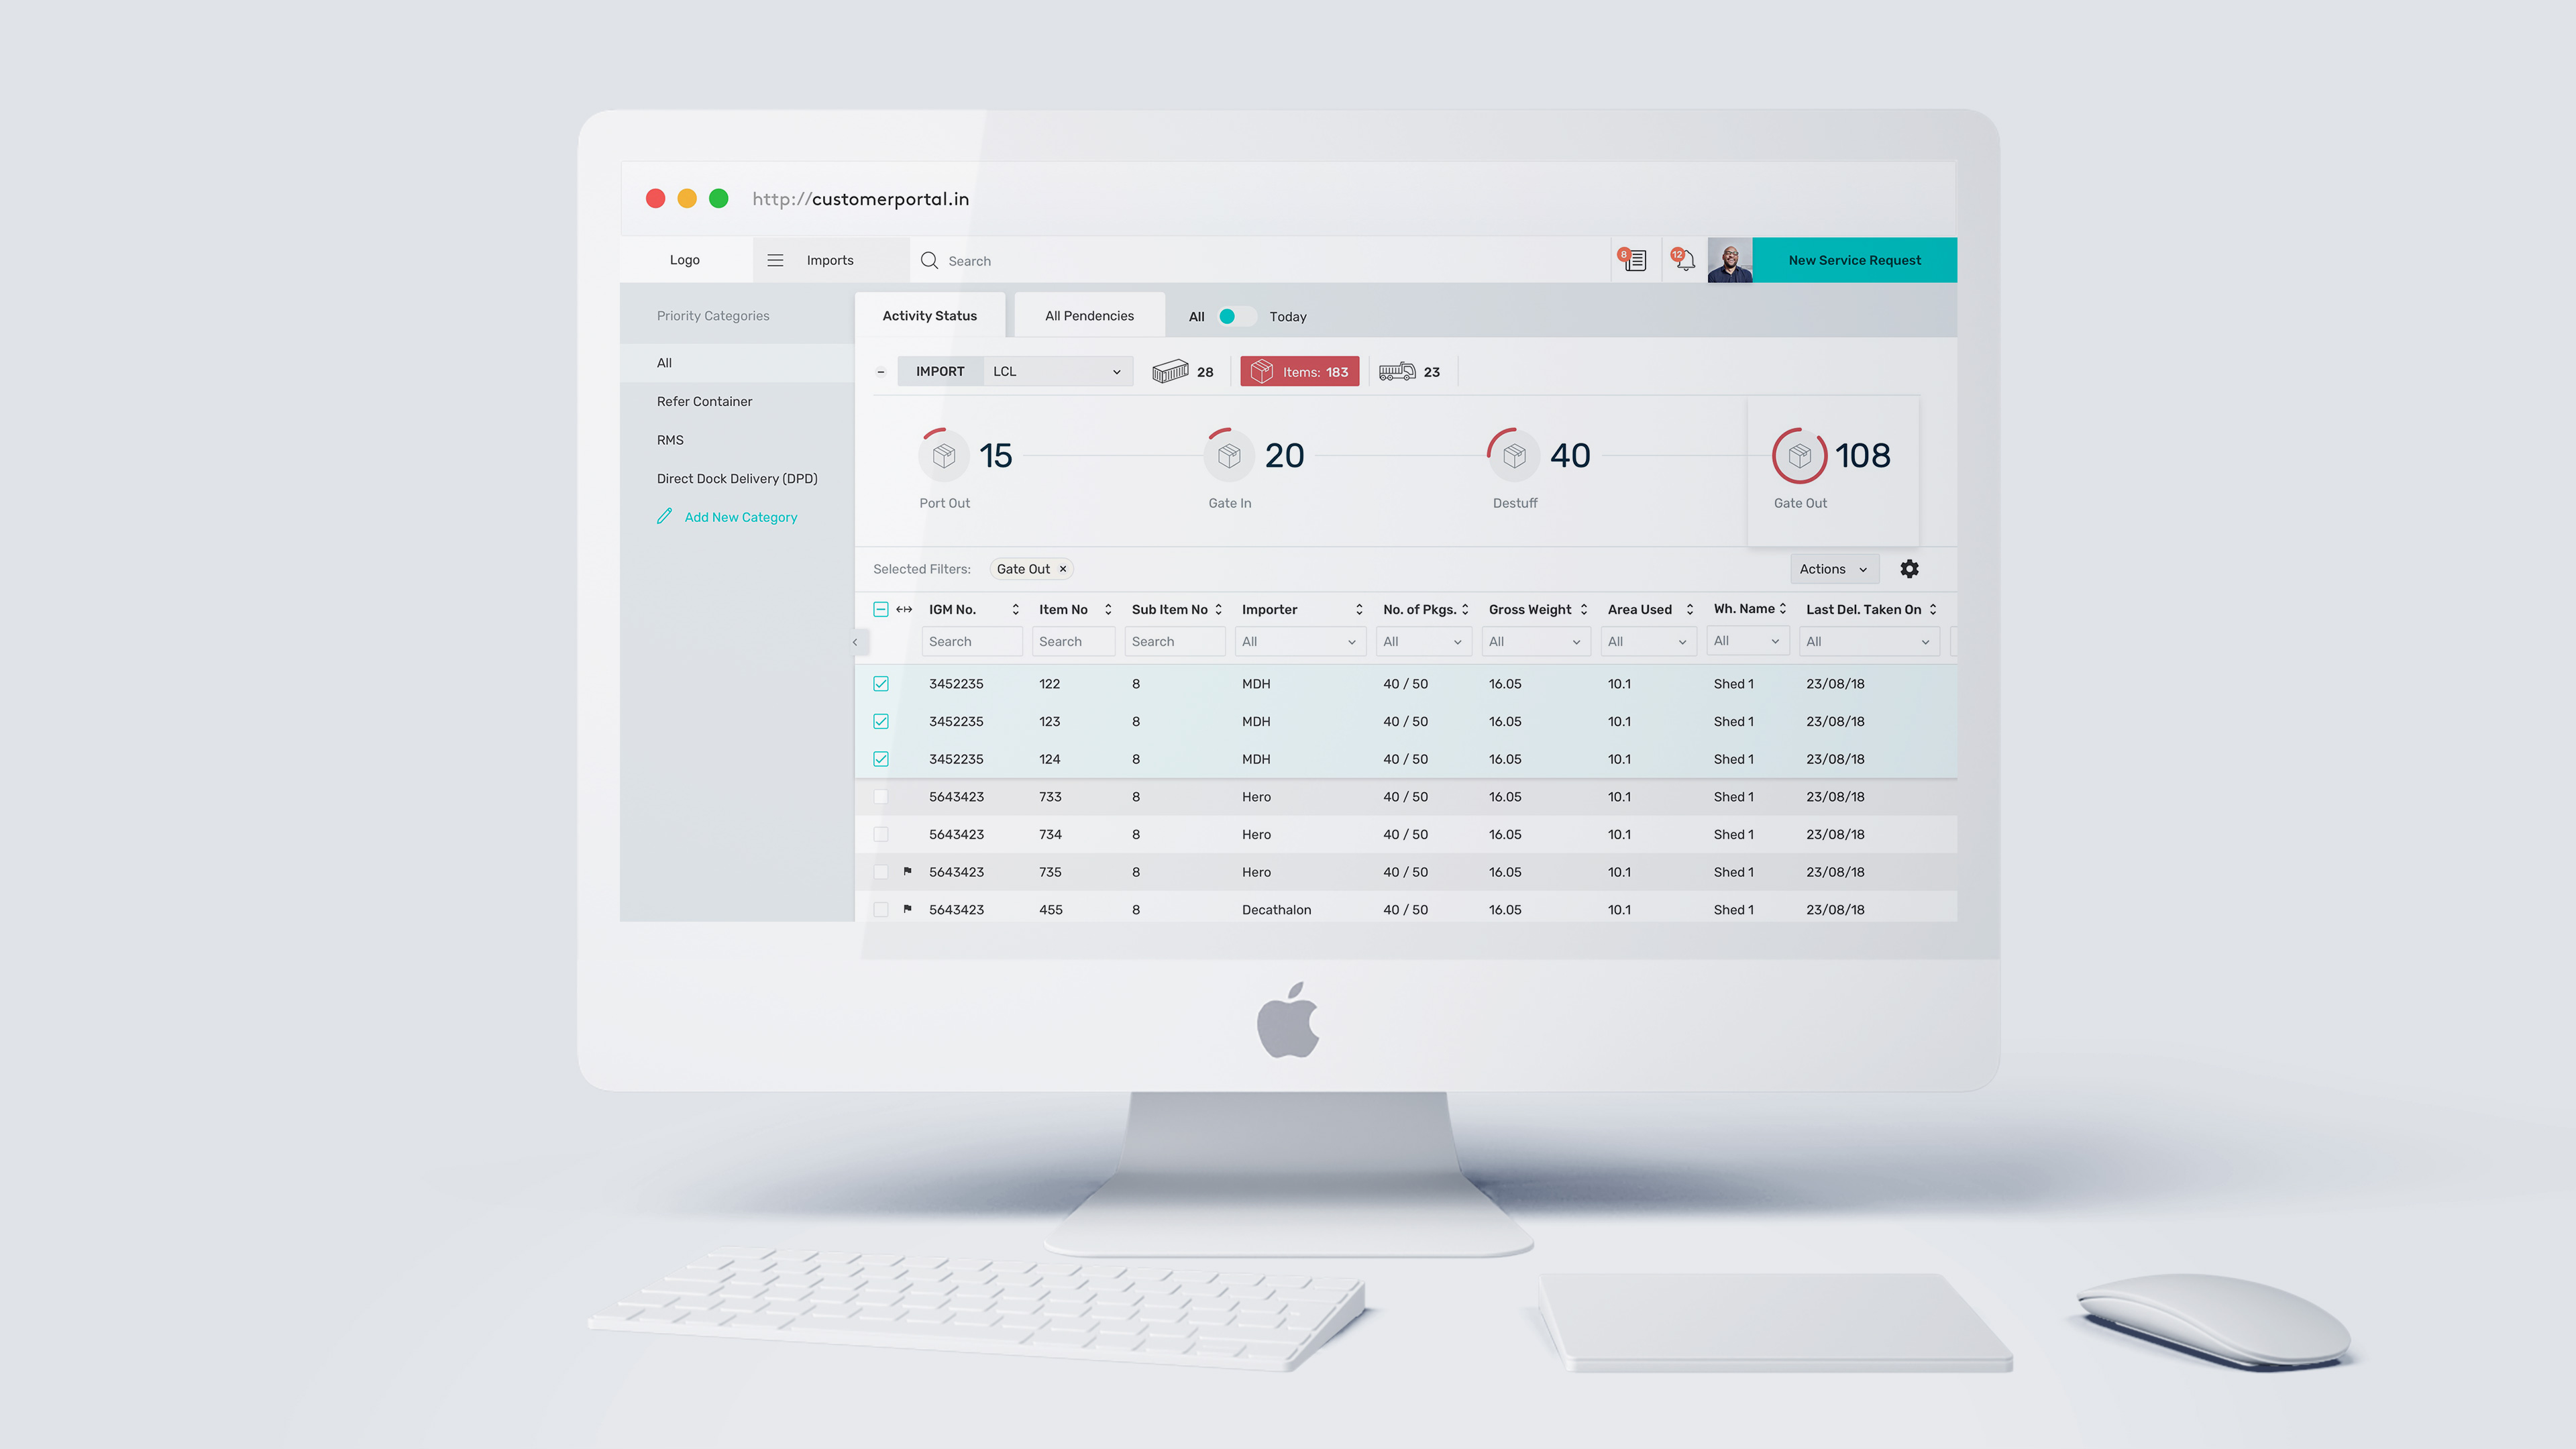 http://customerportal.in
Logo
Imports
Search
8
12
New Service Request
Priority Categories
All
Refer Container
RMS
Direct Dock Delivery (DPD)
Add New Category
Activity Status
All Pendencies
All
Today
IMPORT
LCL
28
Items: 183
23
15
Port Out
20
Gate In
40
Destuff
108
Gate Out
Selected Filters:
Gate Out
Actions
IGM No. Item No Sub Item No Importer No. of Pkgs. Gross Weight Area Used Wh. Name Last Del. Taken On
Search Search Search All All All All All All
3452235 122 8 MDH 40 / 50 16.05 10.1 Shed 1 23/08/18
3452235 123 8 MDH 40 / 50 16.05 10.1 Shed 1 23/08/18
3452235 124 8 MDH 40 / 50 16.05 10.1 Shed 1 23/08/18
5643423 733 8 Hero 40 / 50 16.05 10.1 Shed 1 23/08/18
5643423 734 8 Hero 40 / 50 16.05 10.1 Shed 1 23/08/18
5643423 735 8 Hero 40 / 50 16.05 10.1 Shed 1 23/08/18
5643423 455 8 Decathalon 40 / 50 16.05 10.1 Shed 1 23/08/18